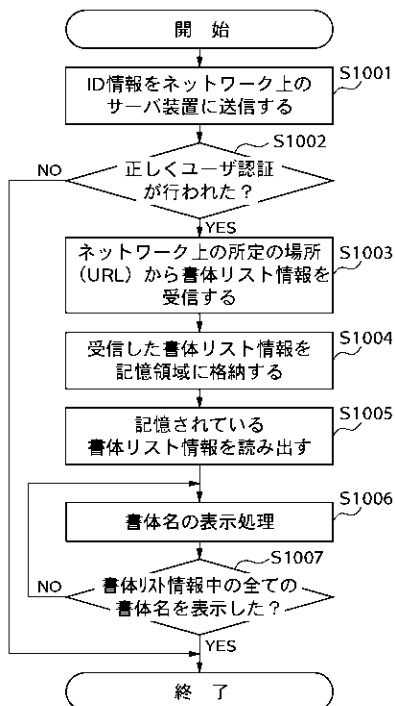 開 始
ID情報をネットワーク上の
サーバ装置に送信する
S1001
S1002
正しくユーザ認証
が行われた？
NO
YES
ネットワーク上の所定の場所
（URL）から書体リスト情報を
受信する
S1003
受信した書体リスト情報を
記憶領域に格納する
S1004
記憶されている
書体リスト情報を読み出す
S1005
書体名の表示処理
S1006
S1007
書体ﾘｽﾄ情報中の全ての
書体名を表示した？
NO
YES
終 了